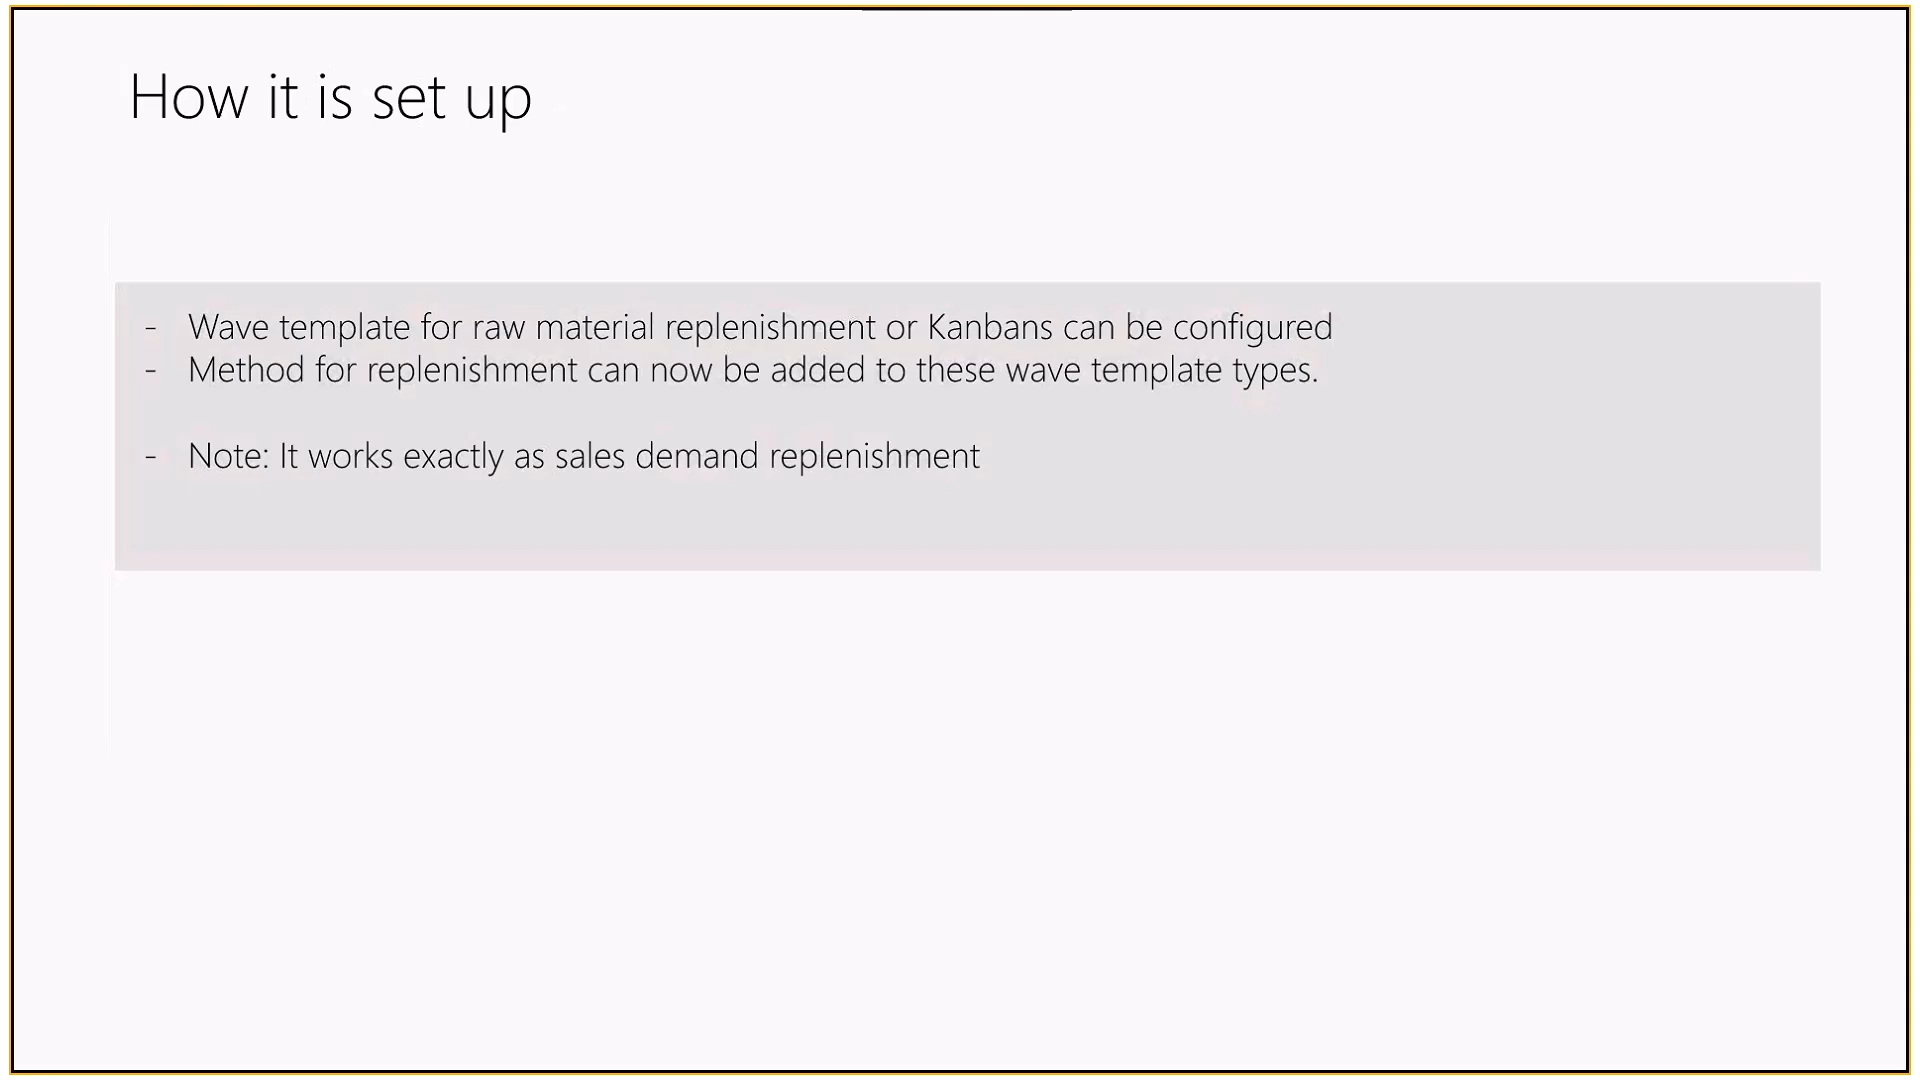 How it is set up
- Wave template for raw material replenishment or Kanbans can be configured
- Method for replenishment can now be added to these wave template types.
- Note: It works exactly as sales demand replenishment